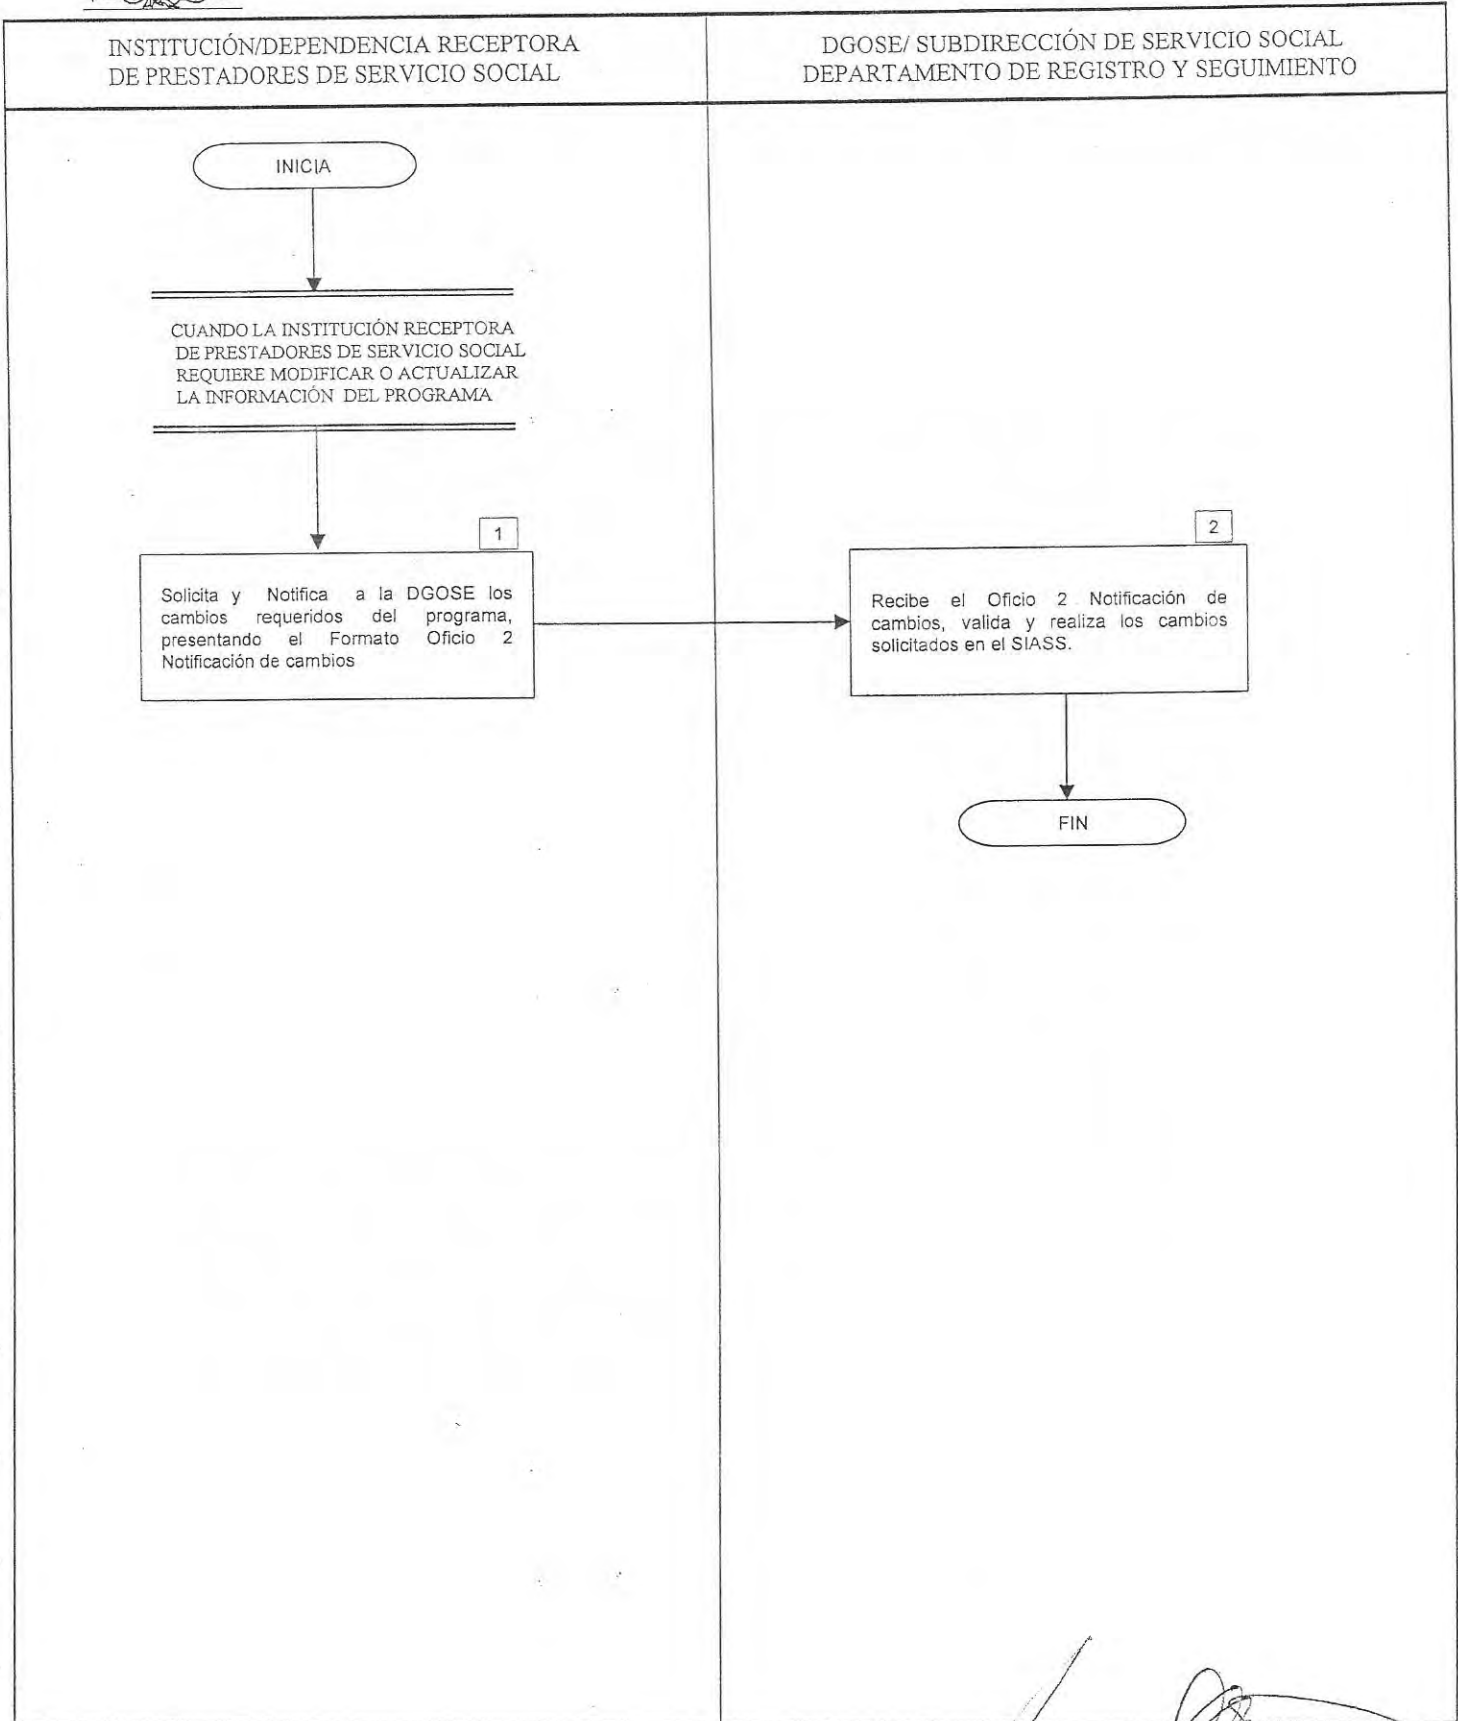 INSTITUCIÓN/DEPENDENCIA RECEPTORA
DE PRESTADORES DE SERVICIO SOCIAL
DGOSE/ SUBDIRECCIÓN DE SERVICIO SOCIAL
DEPARTAMENTO DE REGISTRO Y SEGUIMIENTO
INICIA
CUANDO LA INSTITUCIÓN RECEPTORA
DE PRESTADORES DE SERVICIO SOCIAL
REQUIERE MODIFICAR O ACTUALIZAR
LA INFORMACIÓN DEL PROGRAMA
1
Solicita y Notifica a la DGOSE los
cambios requeridos del programa,
presentando el Formato Oficio 2
Notificación de cambios
2
Recibe el Oficio 2 Notificación de
cambios, valida y realiza los cambios
solicitados en el SIASS.
FIN